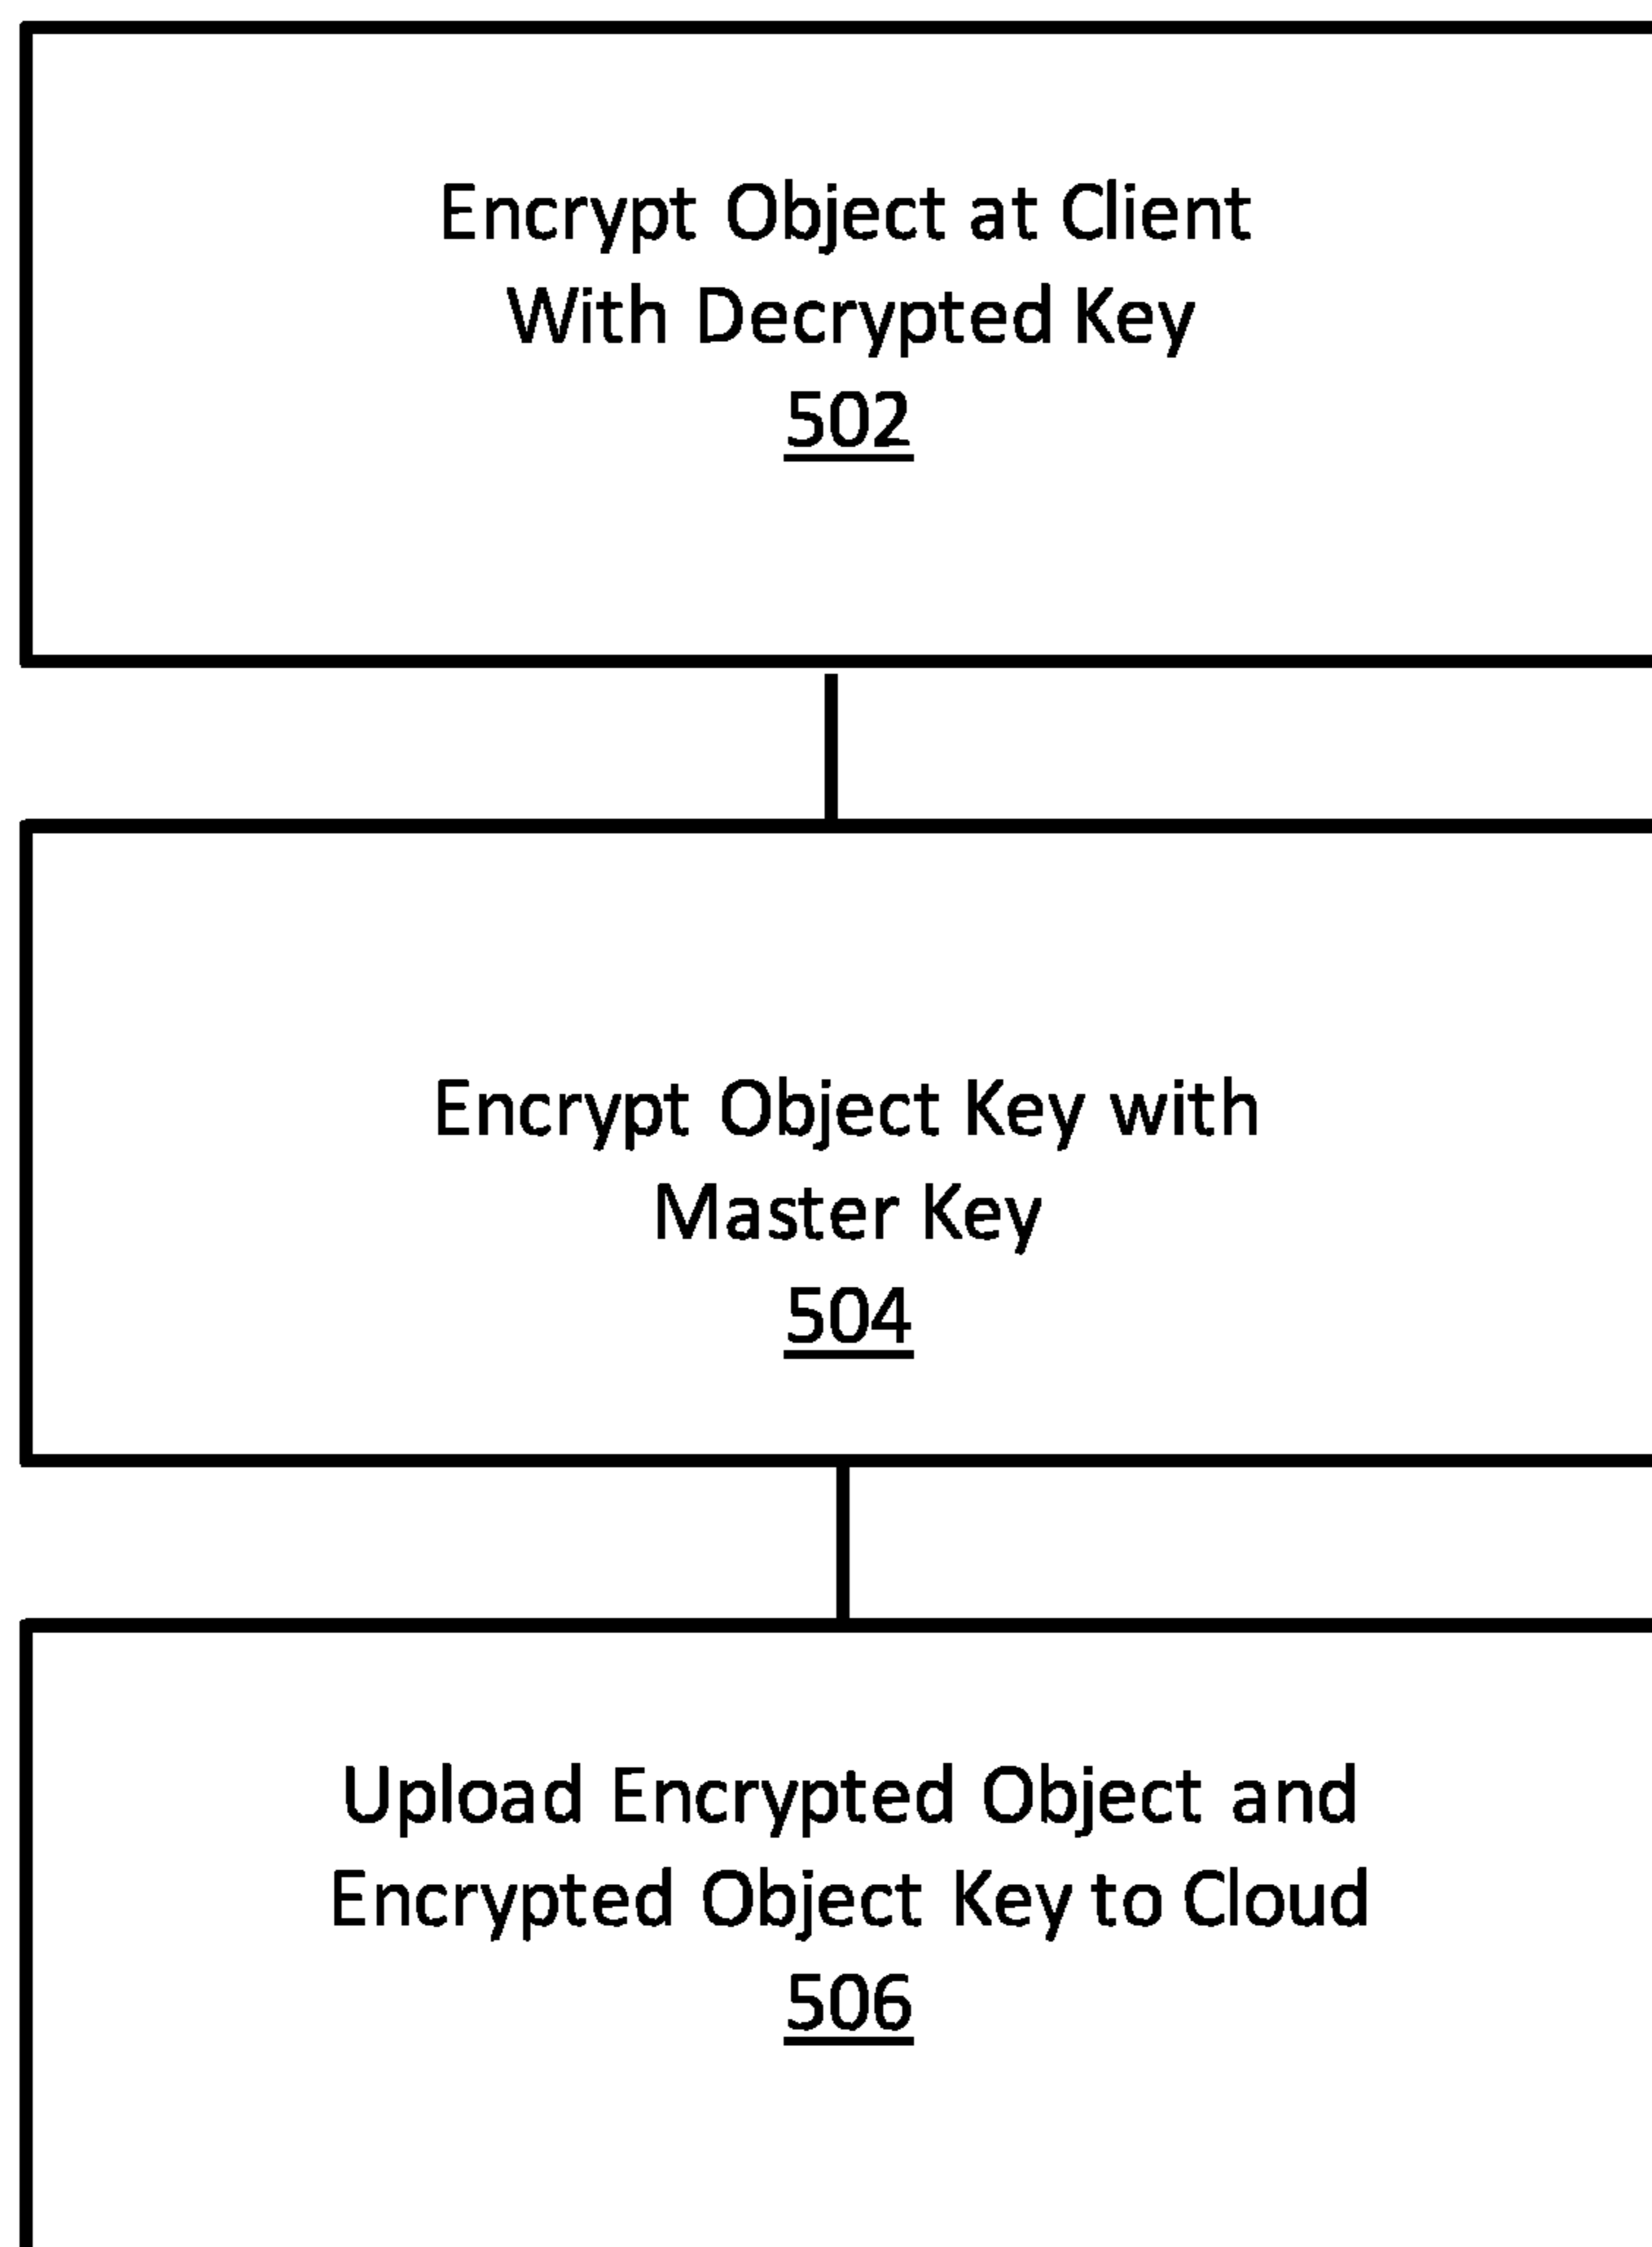 Encrypt Object at Client
With Decrypted Key
502
Encrypt Object Key with
Master Key
504
Upload Encrypted Object and
Encrypted Object Key to Cloud
506